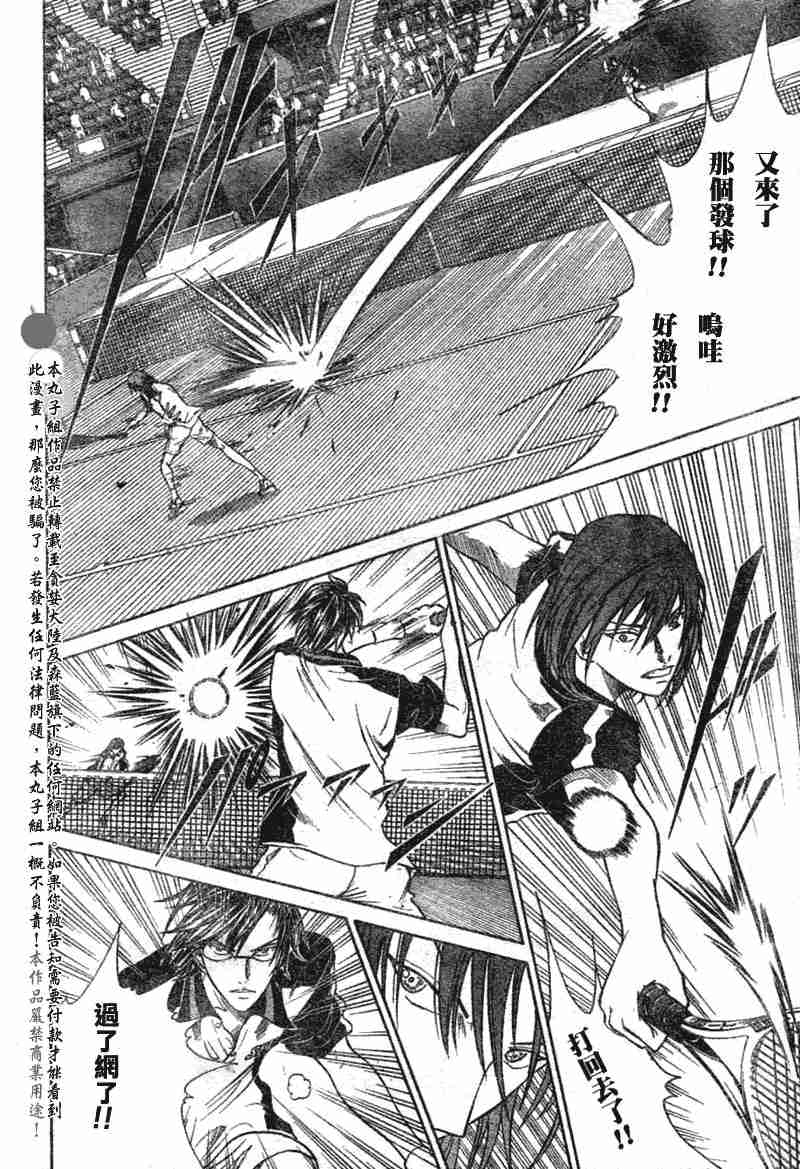 又來了
那個發球!!
嗚哇
好激烈!!
打回去了!!
過了網了!!
本丸子組作品禁止轉載至貪婪大陸及森藍旗下的任何網站。如果您被告知需要付款才能看到
此漫畫，那麼您被騙了。若發生任何法律問題，本丸子組一概不負責！本作品嚴禁商業用途！